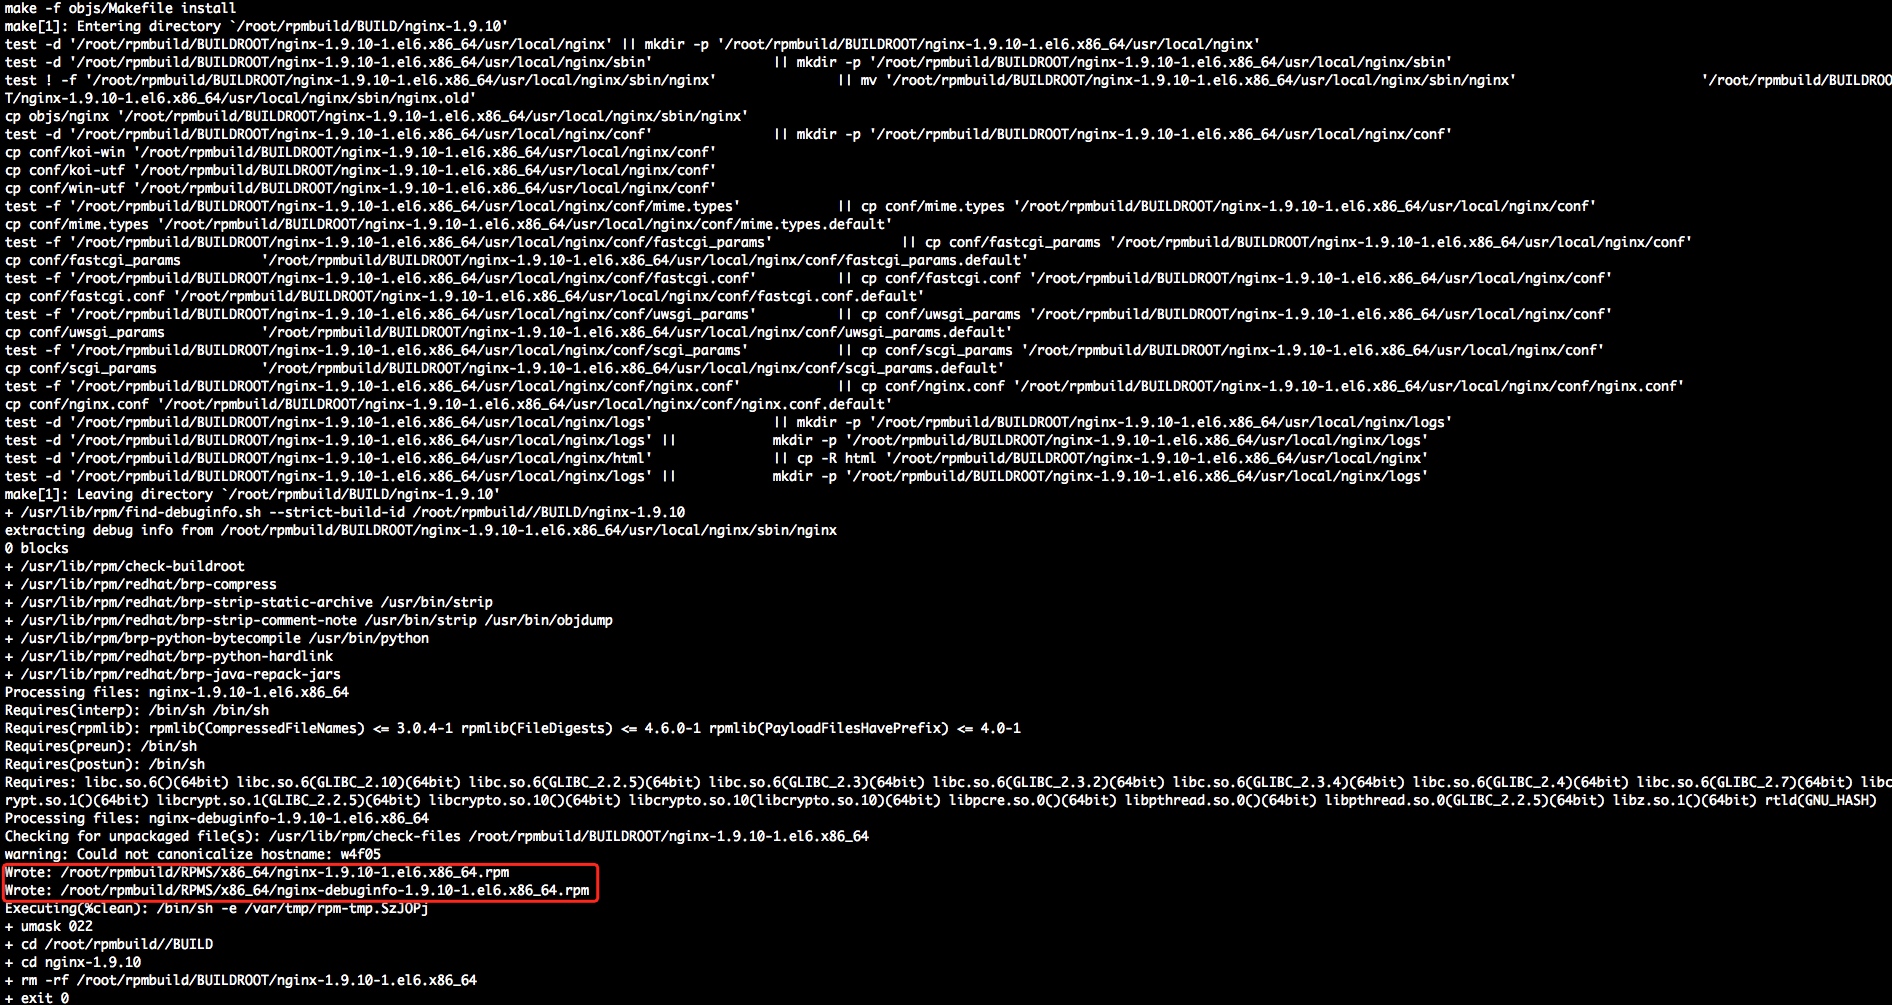 make -f objs/Makefile install
make[1]: Entering directory `/root/rpmbuild/BUILD/nginx-1.9.10'
test -d '/root/rpmbuild/BUILDROOT/nginx-1.9.10-1.el6.x86_64/usr/local/nginx' || mkdir -p '/root/rpmbuild/BUILDROOT/nginx-1.9.10-1.el6.x86_64/usr/local/nginx'
test -d '/root/rpmbuild/BUILDROOT/nginx-1.9.10-1.el6.x86_64/usr/local/nginx/sbin' || mkdir -p '/root/rpmbuild/BUILDROOT/nginx-1.9.10-1.el6.x86_64/usr/local/nginx/sbin'
test ! -f '/root/rpmbuild/BUILDROOT/nginx-1.9.10-1.el6.x86_64/usr/local/nginx/sbin/nginx' || mv '/root/rpmbuild/BUILDROOT/nginx-1.9.10-1.el6.x86_64/usr/local/nginx/sbin/nginx' '/root/rpmbuild/BUILDROO
T/nginx-1.9.10-1.el6.x86_64/usr/local/nginx/sbin/nginx.old'
cp objs/nginx '/root/rpmbuild/BUILDROOT/nginx-1.9.10-1.el6.x86_64/usr/local/nginx/sbin/nginx'
test -d '/root/rpmbuild/BUILDROOT/nginx-1.9.10-1.el6.x86_64/usr/local/nginx/conf' || mkdir -p '/root/rpmbuild/BUILDROOT/nginx-1.9.10-1.el6.x86_64/usr/local/nginx/conf'
cp conf/koi-win '/root/rpmbuild/BUILDROOT/nginx-1.9.10-1.el6.x86_64/usr/local/nginx/conf'
cp conf/koi-utf '/root/rpmbuild/BUILDROOT/nginx-1.9.10-1.el6.x86_64/usr/local/nginx/conf'
cp conf/win-utf '/root/rpmbuild/BUILDROOT/nginx-1.9.10-1.el6.x86_64/usr/local/nginx/conf'
test -f '/root/rpmbuild/BUILDROOT/nginx-1.9.10-1.el6.x86_64/usr/local/nginx/conf/mime.types' || cp conf/mime.types '/root/rpmbuild/BUILDROOT/nginx-1.9.10-1.el6.x86_64/usr/local/nginx/conf'
cp conf/mime.types '/root/rpmbuild/BUILDROOT/nginx-1.9.10-1.el6.x86_64/usr/local/nginx/conf/mime.types.default'
test -f '/root/rpmbuild/BUILDROOT/nginx-1.9.10-1.el6.x86_64/usr/local/nginx/conf/fastcgi_params' || cp conf/fastcgi_params '/root/rpmbuild/BUILDROOT/nginx-1.9.10-1.el6.x86_64/usr/local/nginx/conf'
cp conf/fastcgi_params '/root/rpmbuild/BUILDROOT/nginx-1.9.10-1.el6.x86_64/usr/local/nginx/conf/fastcgi_params.default'
test -f '/root/rpmbuild/BUILDROOT/nginx-1.9.10-1.el6.x86_64/usr/local/nginx/conf/fastcgi.conf' || cp conf/fastcgi.conf '/root/rpmbuild/BUILDROOT/nginx-1.9.10-1.el6.x86_64/usr/local/nginx/conf'
cp conf/fastcgi.conf '/root/rpmbuild/BUILDROOT/nginx-1.9.10-1.el6.x86_64/usr/local/nginx/conf/fastcgi.conf.default'
test -f '/root/rpmbuild/BUILDROOT/nginx-1.9.10-1.el6.x86_64/usr/local/nginx/conf/uwsgi_params' || cp conf/uwsgi_params '/root/rpmbuild/BUILDROOT/nginx-1.9.10-1.el6.x86_64/usr/local/nginx/conf'
cp conf/uwsgi_params '/root/rpmbuild/BUILDROOT/nginx-1.9.10-1.el6.x86_64/usr/local/nginx/conf/uwsgi_params.default'
test -f '/root/rpmbuild/BUILDROOT/nginx-1.9.10-1.el6.x86_64/usr/local/nginx/conf/scgi_params' || cp conf/scgi_params '/root/rpmbuild/BUILDROOT/nginx-1.9.10-1.el6.x86_64/usr/local/nginx/conf'
cp conf/scgi_params '/root/rpmbuild/BUILDROOT/nginx-1.9.10-1.el6.x86_64/usr/local/nginx/conf/scgi_params.default'
test -f '/root/rpmbuild/BUILDROOT/nginx-1.9.10-1.el6.x86_64/usr/local/nginx/conf/nginx.conf' || cp conf/nginx.conf '/root/rpmbuild/BUILDROOT/nginx-1.9.10-1.el6.x86_64/usr/local/nginx/conf/nginx.conf'
cp conf/nginx.conf '/root/rpmbuild/BUILDROOT/nginx-1.9.10-1.el6.x86_64/usr/local/nginx/conf/nginx.conf.default'
test -d '/root/rpmbuild/BUILDROOT/nginx-1.9.10-1.el6.x86_64/usr/local/nginx/logs' || mkdir -p '/root/rpmbuild/BUILDROOT/nginx-1.9.10-1.el6.x86_64/usr/local/nginx/logs'
test -d '/root/rpmbuild/BUILDROOT/nginx-1.9.10-1.el6.x86_64/usr/local/nginx/logs' || mkdir -p '/root/rpmbuild/BUILDROOT/nginx-1.9.10-1.el6.x86_64/usr/local/nginx/logs'
test -d '/root/rpmbuild/BUILDROOT/nginx-1.9.10-1.el6.x86_64/usr/local/nginx/html' || cp -R html '/root/rpmbuild/BUILDROOT/nginx-1.9.10-1.el6.x86_64/usr/local/nginx'
test -d '/root/rpmbuild/BUILDROOT/nginx-1.9.10-1.el6.x86_64/usr/local/nginx/logs' || mkdir -p '/root/rpmbuild/BUILDROOT/nginx-1.9.10-1.el6.x86_64/usr/local/nginx/logs'
make[1]: Leaving directory `/root/rpmbuild/BUILD/nginx-1.9.10'
+ /usr/lib/rpm/find-debuginfo.sh --strict-build-id /root/rpmbuild//BUILD/nginx-1.9.10
extracting debug info from /root/rpmbuild/BUILDROOT/nginx-1.9.10-1.el6.x86_64/usr/local/nginx/sbin/nginx
0 blocks
+ /usr/lib/rpm/check-buildroot
+ /usr/lib/rpm/redhat/brp-compress
+ /usr/lib/rpm/redhat/brp-strip-static-archive /usr/bin/strip
+ /usr/lib/rpm/redhat/brp-strip-comment-note /usr/bin/strip /usr/bin/objdump
+ /usr/lib/rpm/brp-python-bytecompile /usr/bin/python
+ /usr/lib/rpm/redhat/brp-python-hardlink
+ /usr/lib/rpm/redhat/brp-java-repack-jars
Processing files: nginx-1.9.10-1.el6.x86_64
Requires(interp): /bin/sh /bin/sh
Requires(rpmlib): rpmlib(CompressedFileNames) <= 3.0.4-1 rpmlib(FileDigests) <= 4.6.0-1 rpmlib(PayloadFilesHavePrefix) <= 4.0-1
Requires(preun): /bin/sh
Requires(postun): /bin/sh
Requires: libc.so.6()(64bit) libc.so.6(GLIBC_2.10)(64bit) libc.so.6(GLIBC_2.2.5)(64bit) libc.so.6(GLIBC_2.3)(64bit) libc.so.6(GLIBC_2.3.2)(64bit) libc.so.6(GLIBC_2.3.4)(64bit) libc.so.6(GLIBC_2.4)(64bit) libc.so.6(GLIBC_2.7)(64bit) libc
rypt.so.1()(64bit) libcrypt.so.1(GLIBC_2.2.5)(64bit) libcrypto.so.10()(64bit) libcrypto.so.10(libcrypto.so.10)(64bit) libpcre.so.0()(64bit) libpthread.so.0()(64bit) libpthread.so.0(GLIBC_2.2.5)(64bit) libz.so.1()(64bit) rtld(GNU_HASH)
Processing files: nginx-debuginfo-1.9.10-1.el6.x86_64
Checking for unpackaged file(s): /usr/lib/rpm/check-files /root/rpmbuild/BUILDROOT/nginx-1.9.10-1.el6.x86_64
warning: Could not canonicalize hostname: w4f05
Wrote: /root/rpmbuild/RPMS/x86_64/nginx-1.9.10-1.el6.x86_64.rpm
Wrote: /root/rpmbuild/RPMS/x86_64/nginx-debuginfo-1.9.10-1.el6.x86_64.rpm
Executing(%clean): /bin/sh -e /var/tmp/rpm-tmp.SzJOPj
+ umask 022
+ cd /root/rpmbuild//BUILD
+ cd nginx-1.9.10
+ rm -rf /root/rpmbuild/BUILDROOT/nginx-1.9.10-1.el6.x86_64
+ exit 0